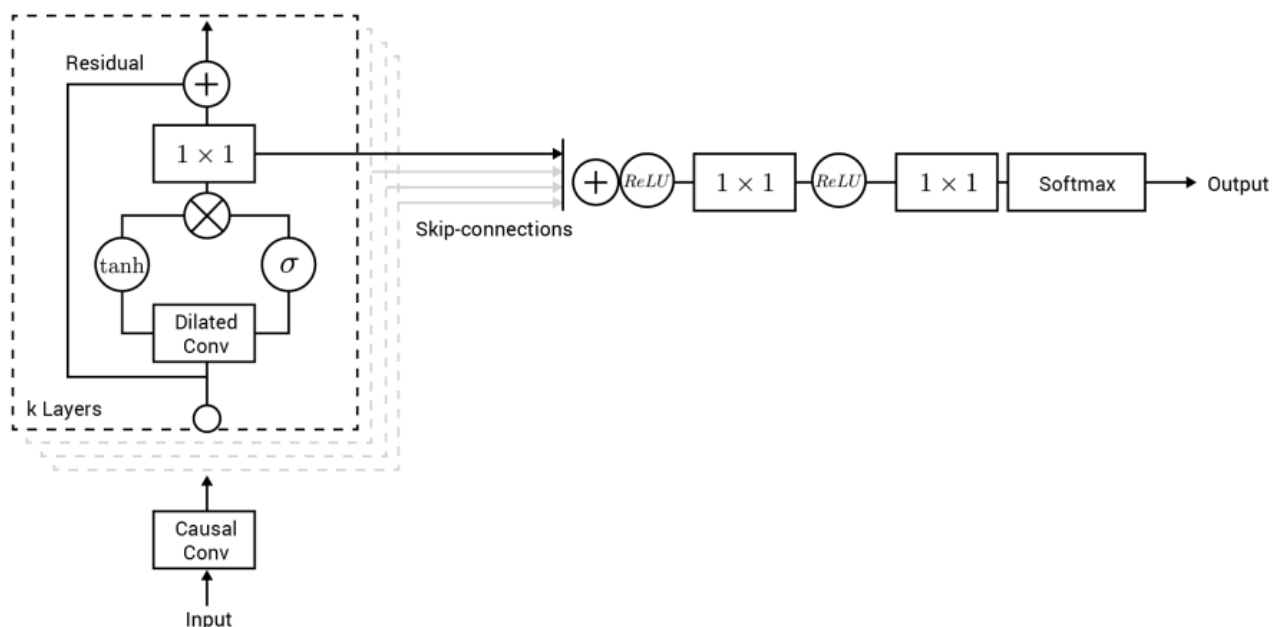 Residual
+
1 × 1
tanh
σ
Dilated
Conv
k Layers
Causal
Conv
Input
Skip-connections
+
ReLU
1 × 1
ReLU
1 × 1
Softmax
Output